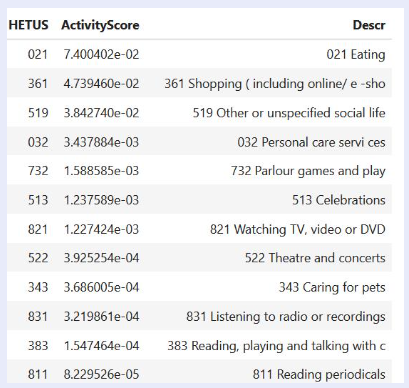 HETUS ActivityScore Descr
021 7.400402e-02 021 Eating
361 4.739460e-02 361 Shopping ( including online/ e -sho
519 3.842740e-02 519 Other or unspecified social life
032 3.437884e-03 032 Personal care servi ces
732 1.588585e-03 732 Parlour games and play
513 1.237589e-03 513 Celebrations
821 1.227424e-03 821 Watching TV, video or DVD
522 3.925254e-04 522 Theatre and concerts
343 3.686005e-04 343 Caring for pets
831 3.219861e-04 831 Listening to radio or recordings
383 1.547464e-04 383 Reading, playing and talking with c
811 8.229526e-05 811 Reading periodicals